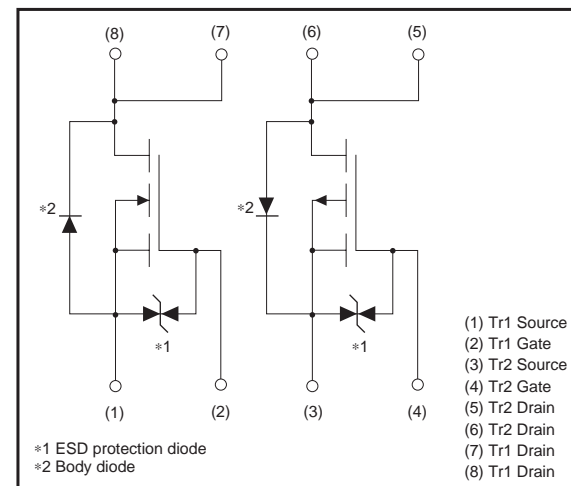 (8) (7) (6) (5)
∗2 ∗2
∗1 ∗1
(1) (2) (3) (4)
∗1 ESD protection diode
∗2 Body diode
(1) Tr1 Source
(2) Tr1 Gate
(3) Tr2 Source
(4) Tr2 Gate
(5) Tr2 Drain
(6) Tr2 Drain
(7) Tr1 Drain
(8) Tr1 Drain